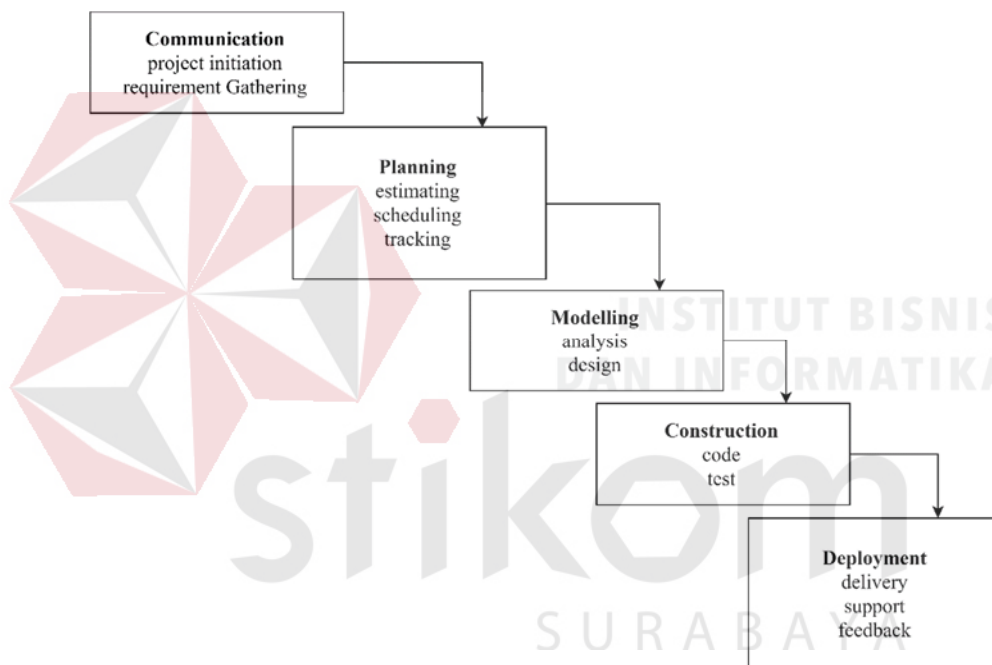 Communication
project initiation
requirement Gathering
Planning
estimating
scheduling
tracking
Modelling
analysis
design
Construction
code
test
Deployment
delivery
support
feedback
INSTITUT BISNIS
DAN INFORMATIKA
stikom
SURABAYA